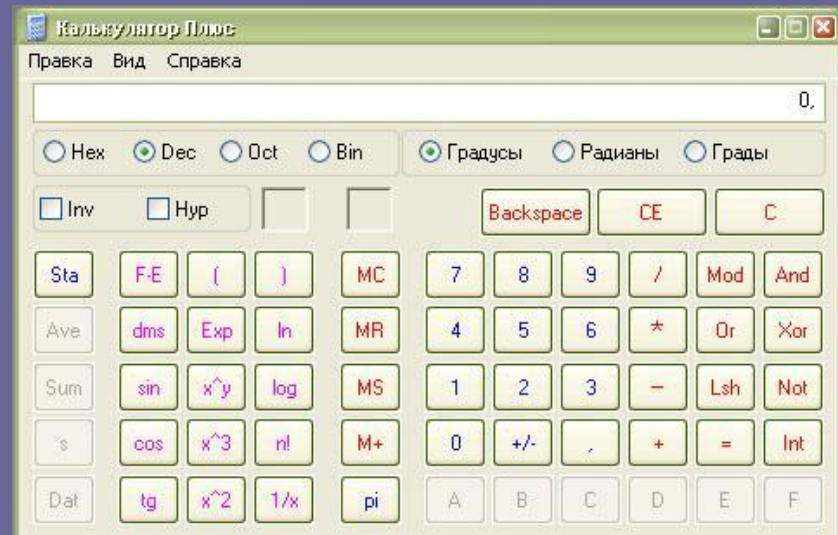 Калькулятор Плюс
Правка Вид Справка
0,
Hex Dec Oct Bin Градусы Радианы Грады
Inv Hyp Backspace CE C
Sta F-E ( ) MC 7 8 9 / Mod And
Ave dms Exp ln MR 4 5 6 * Or Xor
Sum sin x^y log MS 1 2 3 − Lsh Not
s cos x^3 n! M+ 0 +/- , + = Int
Dat tg x^2 1/x pi A B C D E F